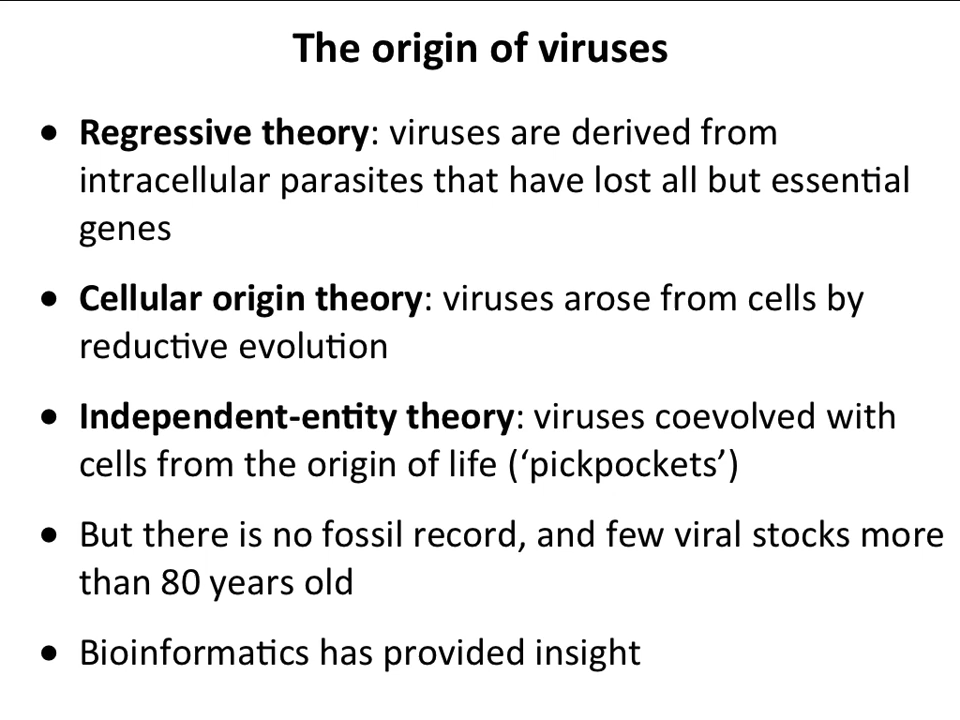 The origin of viruses
● Regressive theory: viruses are derived from
intracellular parasites that have lost all but essential
genes
● Cellular origin theory: viruses arose from cells by
reductive evolution
● Independent-entity theory: viruses coevolved with
cells from the origin of life (‘pickpockets’)
● But there is no fossil record, and few viral stocks more
than 80 years old
● Bioinformatics has provided insight